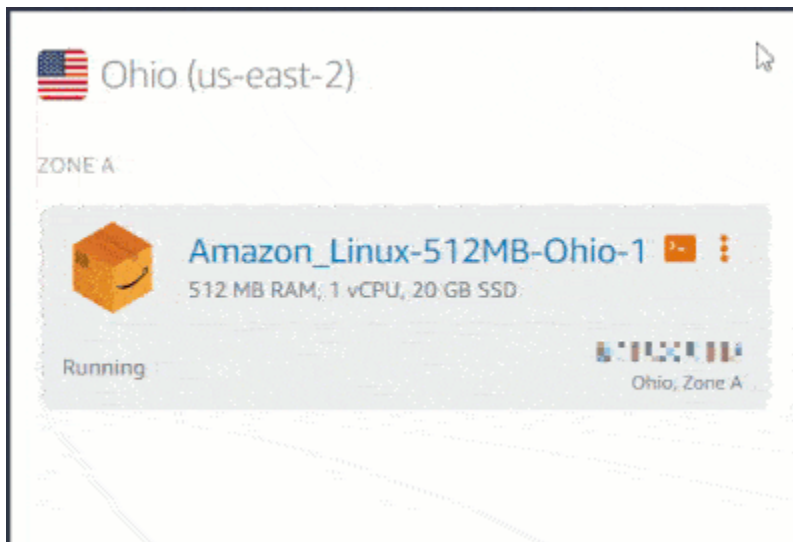 Ohio (us-east-2)
ZONE A
Amazon_Linux-512MB-Ohio-1
512 MB RAM, 1 vCPU, 20 GB SSD
Running
Ohio, Zone A